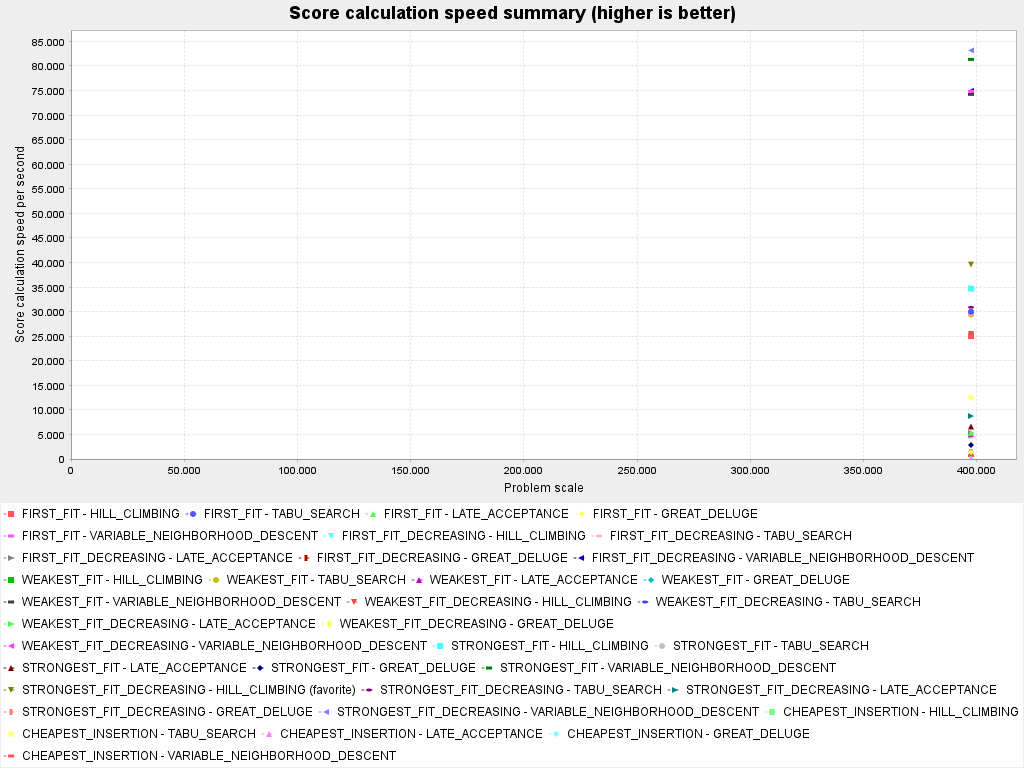 Score calculation speed summary (higher is better)
Score calculation speed per second
85.000
80.000
75.000
70.000
65.000
60.000
55.000
50.000
45.000
40.000
35.000
30.000
25.000
20.000
15.000
10.000
5.000
0
0 50.000 100.000 150.000 200.000 250.000 300.000 350.000 400.000
Problem scale
FIRST_FIT - HILL_CLIMBING FIRST_FIT - TABU_SEARCH FIRST_FIT - LATE_ACCEPTANCE FIRST_FIT - GREAT_DELUGE
FIRST_FIT - VARIABLE_NEIGHBORHOOD_DESCENT FIRST_FIT_DECREASING - HILL_CLIMBING FIRST_FIT_DECREASING - TABU_SEARCH
FIRST_FIT_DECREASING - LATE_ACCEPTANCE FIRST_FIT_DECREASING - GREAT_DELUGE FIRST_FIT_DECREASING - VARIABLE_NEIGHBORHOOD_DESCENT
WEAKEST_FIT - HILL_CLIMBING WEAKEST_FIT - TABU_SEARCH WEAKEST_FIT - LATE_ACCEPTANCE WEAKEST_FIT - GREAT_DELUGE
WEAKEST_FIT - VARIABLE_NEIGHBORHOOD_DESCENT WEAKEST_FIT_DECREASING - HILL_CLIMBING WEAKEST_FIT_DECREASING - TABU_SEARCH
WEAKEST_FIT_DECREASING - LATE_ACCEPTANCE WEAKEST_FIT_DECREASING - GREAT_DELUGE
WEAKEST_FIT_DECREASING - VARIABLE_NEIGHBORHOOD_DESCENT STRONGEST_FIT - HILL_CLIMBING STRONGEST_FIT - TABU_SEARCH
STRONGEST_FIT - LATE_ACCEPTANCE STRONGEST_FIT - GREAT_DELUGE STRONGEST_FIT - VARIABLE_NEIGHBORHOOD_DESCENT
STRONGEST_FIT_DECREASING - HILL_CLIMBING (favorite) STRONGEST_FIT_DECREASING - TABU_SEARCH STRONGEST_FIT_DECREASING - LATE_ACCEPTANCE
STRONGEST_FIT_DECREASING - GREAT_DELUGE STRONGEST_FIT_DECREASING - VARIABLE_NEIGHBORHOOD_DESCENT CHEAPEST_INSERTION - HILL_CLIMBING
CHEAPEST_INSERTION - TABU_SEARCH CHEAPEST_INSERTION - LATE_ACCEPTANCE CHEAPEST_INSERTION - GREAT_DELUGE
CHEAPEST_INSERTION - VARIABLE_NEIGHBORHOOD_DESCENT